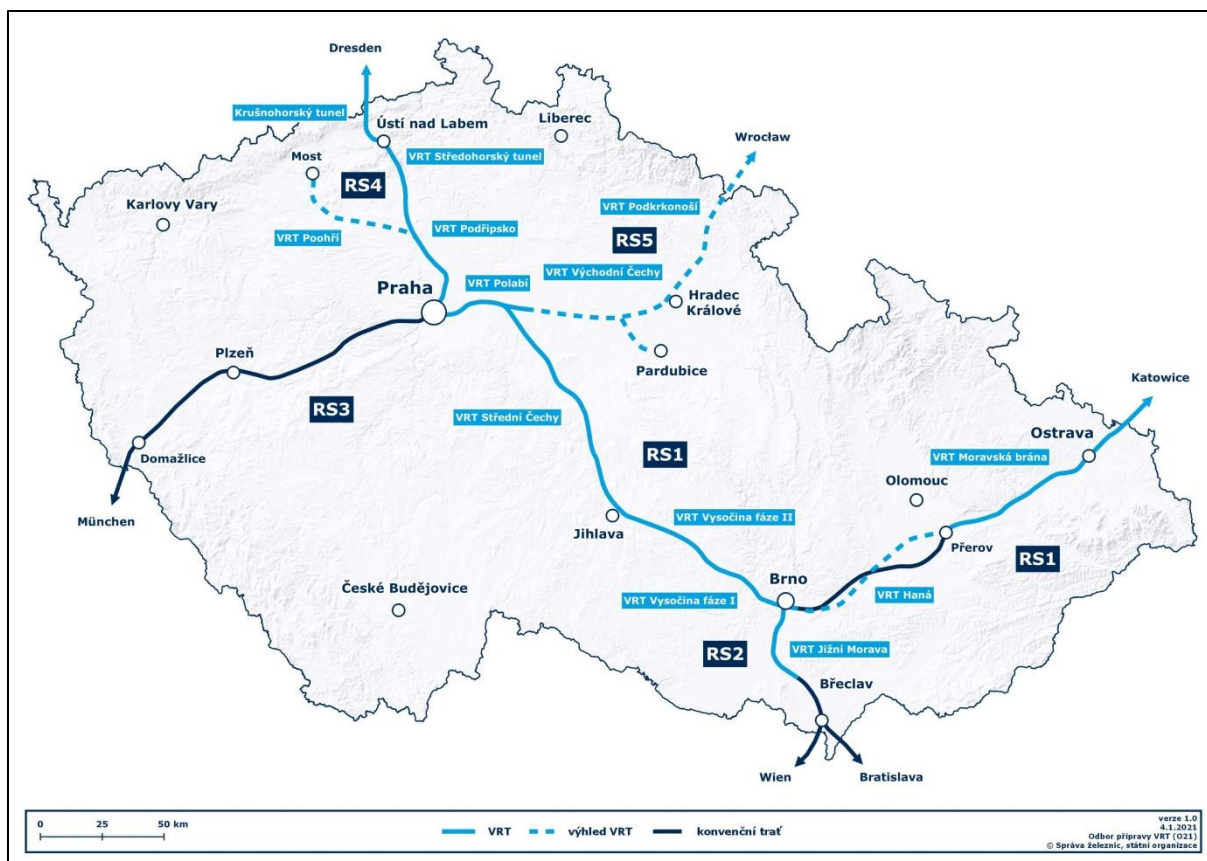 Dresden
Krušnohorský tunel
Ústí nad Labem
Liberec
Wrocław
Most
VRT Středohorský tunel
RS4
Karlovy Vary
VRT Podkrkonoší
VRT Poohří
VRT Podřipsko
RS5
VRT Východní Čechy
Praha
VRT Polabí
Hradec
Králové
Plzeň
Pardubice
Katowice
RS3
VRT Střední Čechy
Ostrava
Domažlice
RS1
VRT Moravská brána
Olomouc
München
Jihlava
VRT Vysočina fáze II
Přerov
RS1
Brno
České Budějovice
VRT Vysočina fáze I
VRT Haná
RS2
VRT Jižní Morava
Břeclav
Wien
Bratislava
0 25 50 km
VRT
výhled VRT
konvenční trať
verze 1.0
4.1.2021
Odbor přípravy VRT (O21)
© Správa železnic, státní organizace